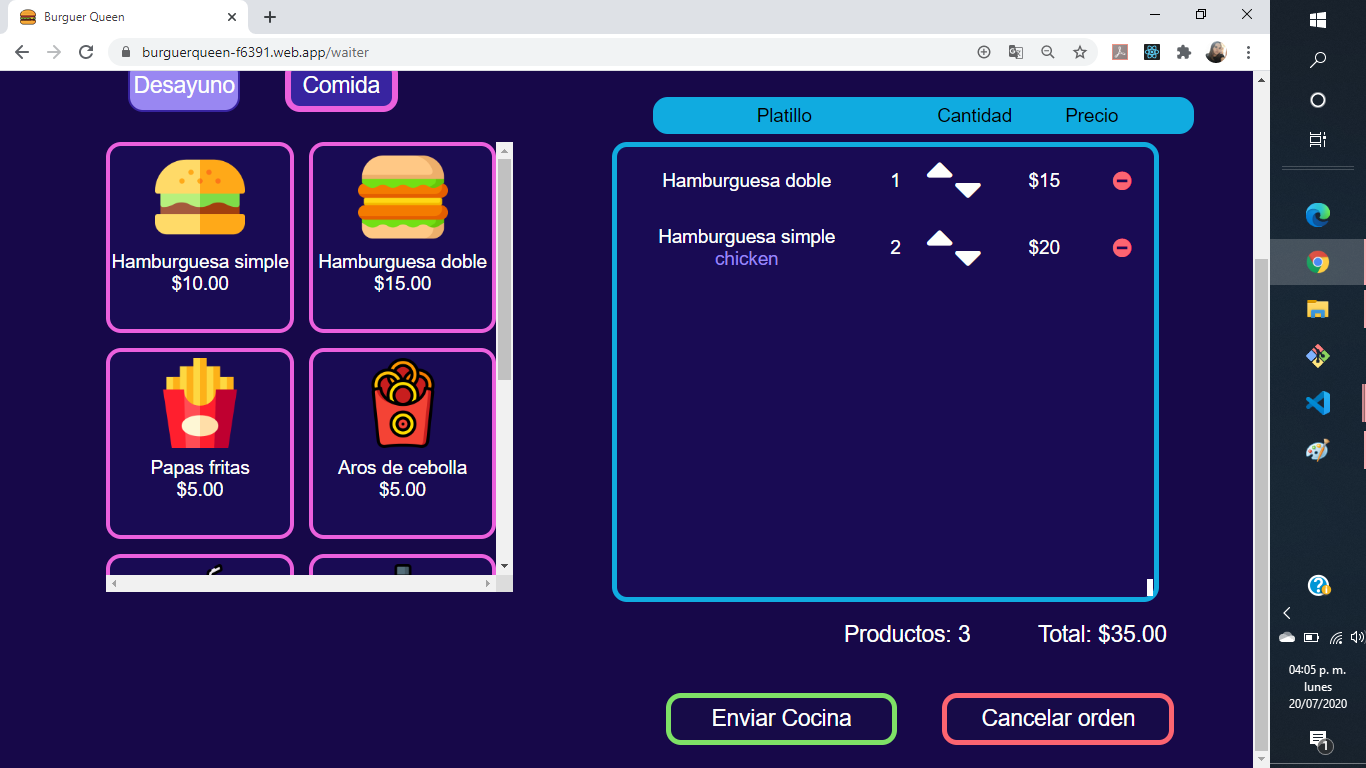 Burguer Queen
burguerqueen-f6391.web.app/waiter
Desayuno
Comida
Hamburguesa simple
$10.00
Hamburguesa doble
$15.00
Papas fritas
$5.00
Aros de cebolla
$5.00
Platillo Cantidad Precio
Hamburguesa doble 1 $15
Hamburguesa simple 2 $20
chicken
Productos: 3 Total: $35.00
Enviar Cocina
Cancelar orden
04:05 p. m.
lunes
20/07/2020
1